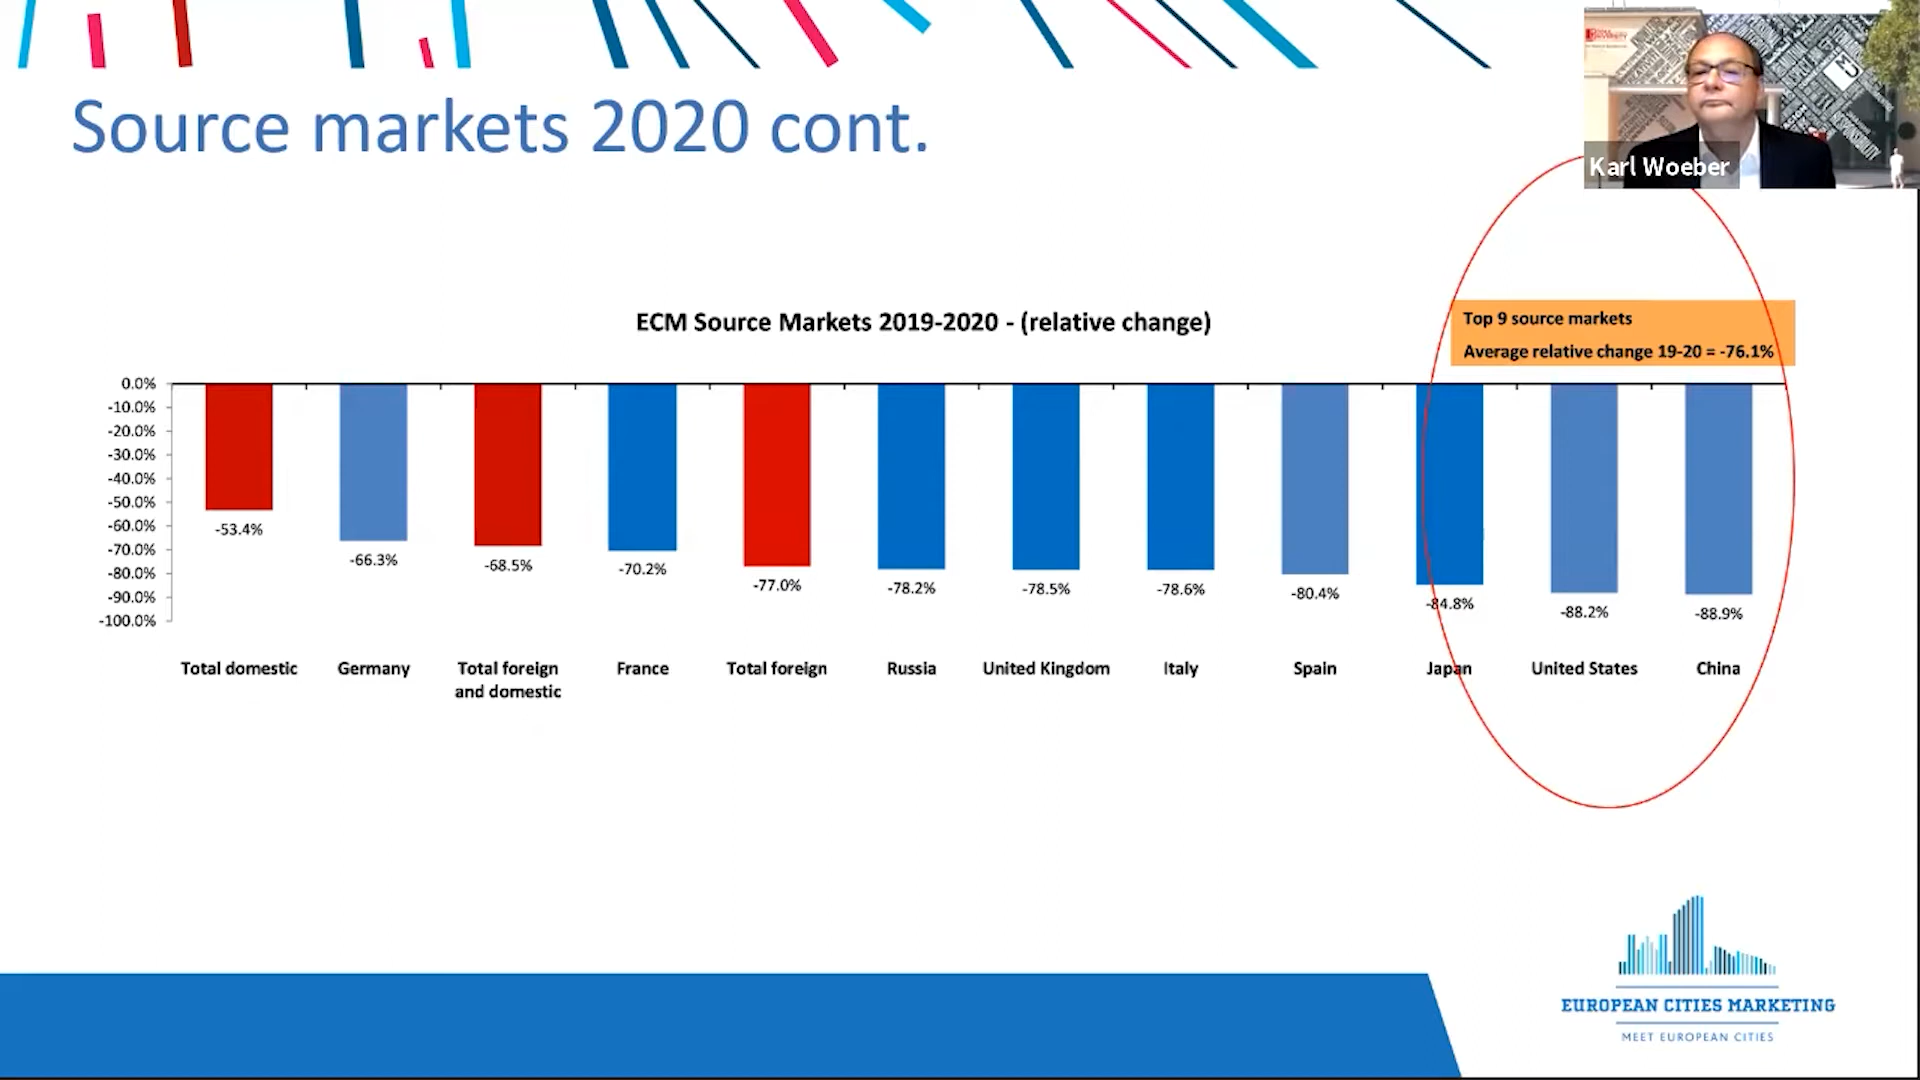 Source markets 2020 cont.
Karl Woeber
ECM Source Markets 2019-2020 - (relative change)
Top 9 source markets
Average relative change 19-20 = -76.1%
0.0%
-10.0%
-20.0%
-30.0%
-40.0%
-50.0%
-60.0%
-70.0%
-80.0%
-90.0%
-100.0%
-53.4%
-66.3%
-68.5%
-70.2%
-77.0%
-78.2%
-78.5%
-78.6%
-80.4%
-84.8%
-88.2%
-88.9%
Total domestic
Germany
Total foreign
and domestic
France
Total foreign
Russia
United Kingdom
Italy
Spain
Japan
United States
China
EUROPEAN CITIES MARKETING
MEET EUROPEAN CITIES